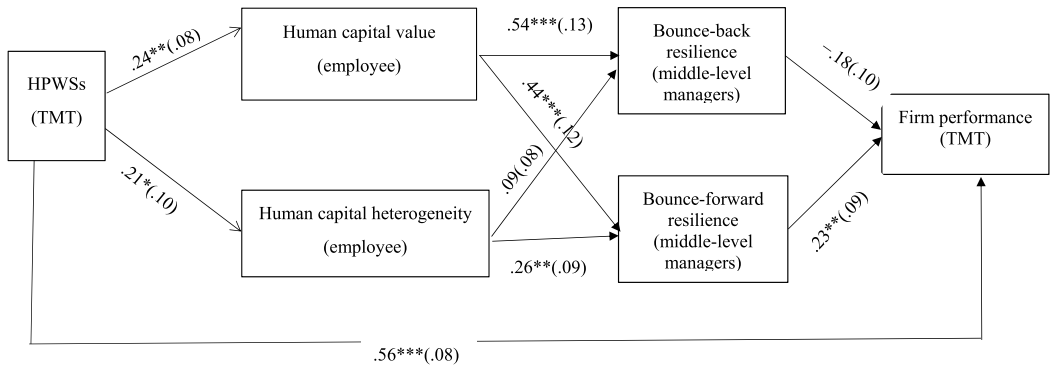 HPWSs
(TMT)
.24**(.08)
.21*(.10)
Human capital value
(employee)
Human capital heterogeneity
(employee)
.54***(.13)
.44***(.12)
.09(.08)
.26**(.09)
Bounce-back
resilience
(middle-level
managers)
Bounce-forward
resilience
(middle-level
managers)
−.18(.10)
.23**(.09)
Firm performance
(TMT)
.56***(.08)